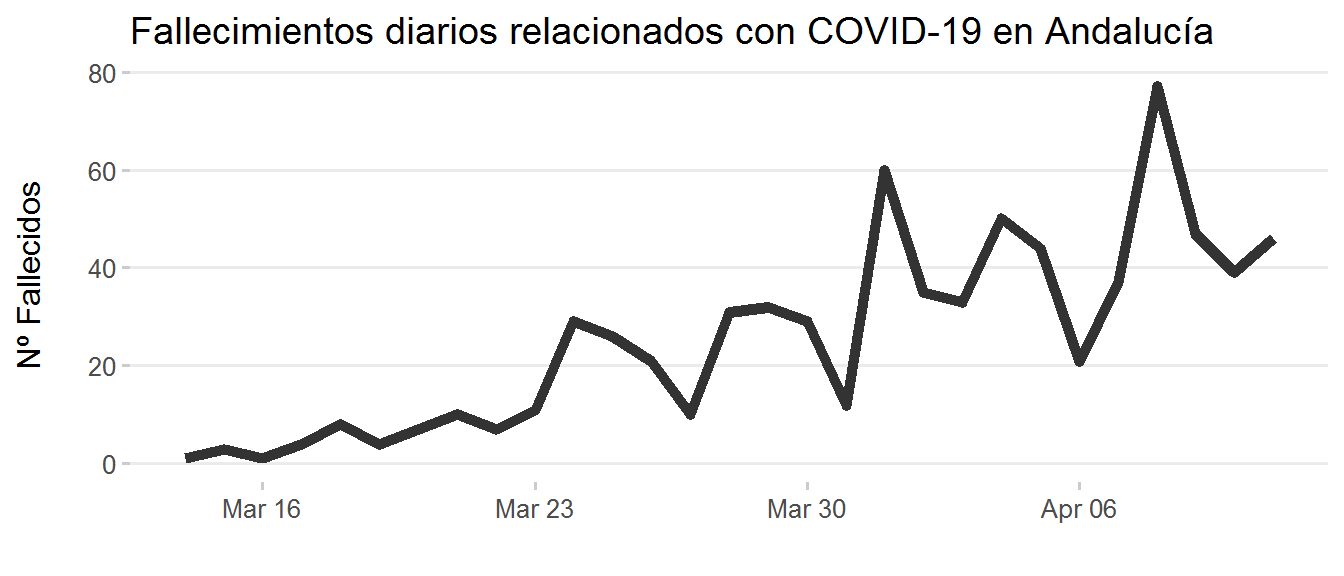 Fallecimientos diarios relacionados con COVID-19 en Andalucía
Nº Fallecidos
80
60
40
20
0
Mar 16
Mar 23
Mar 30
Apr 06